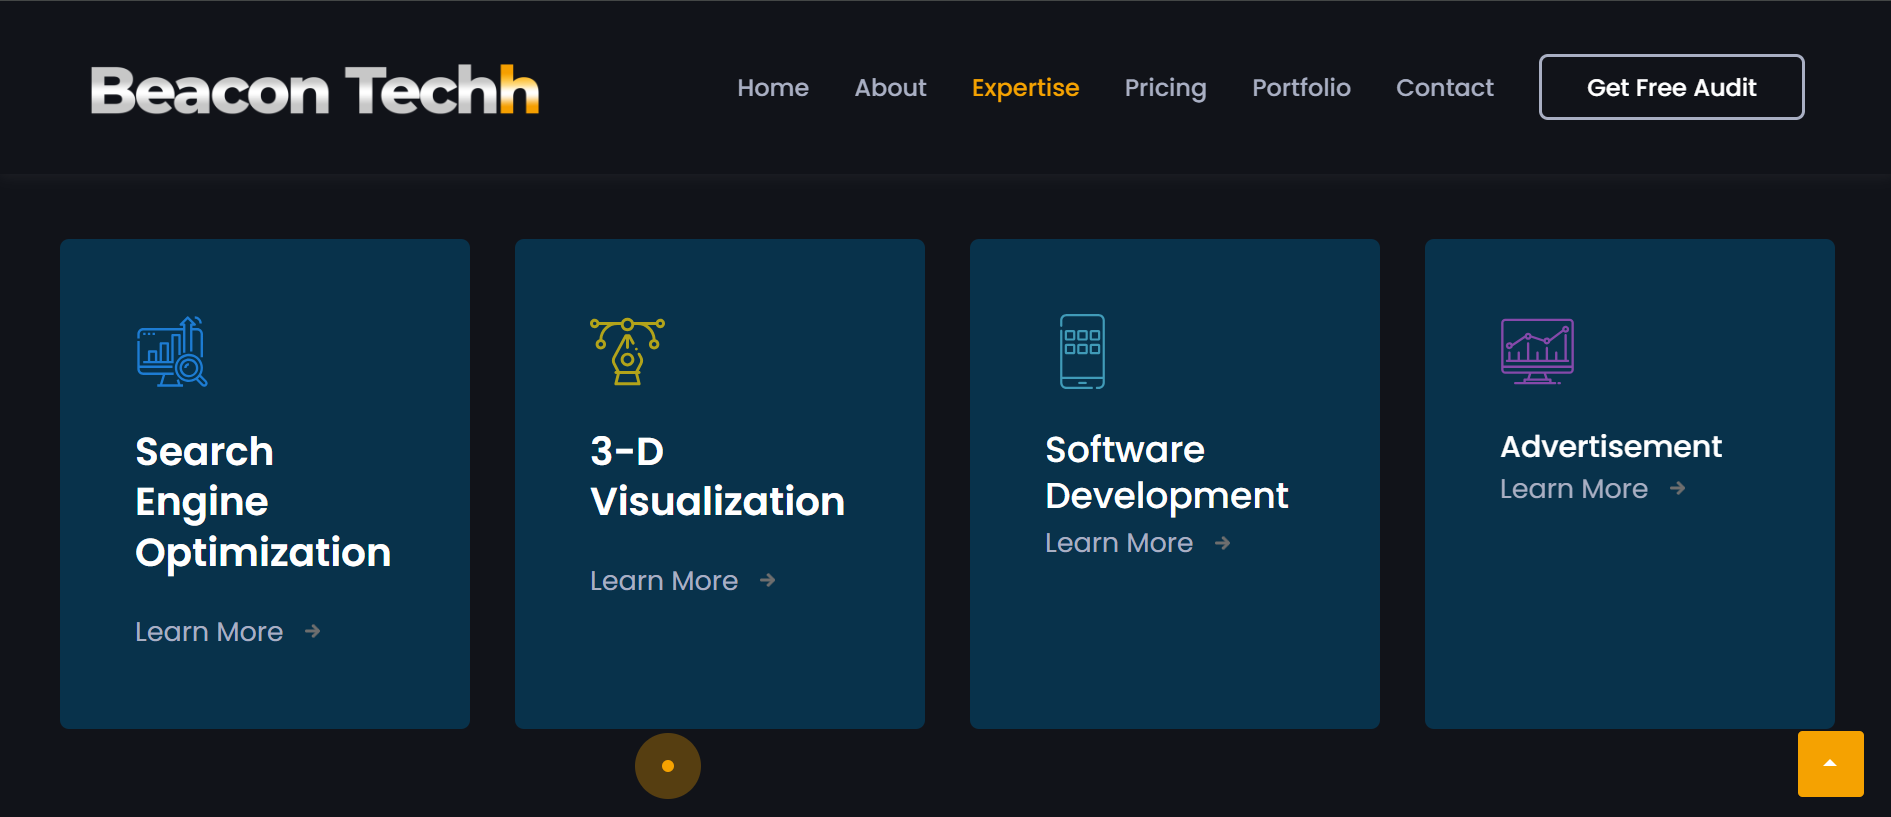 Beacon Techh
Home About Expertise Pricing Portfolio Contact Get Free Audit
Search
Engine
Optimization
Learn More
3-D
Visualization
Learn More
Software
Development
Learn More
Advertisement
Learn More